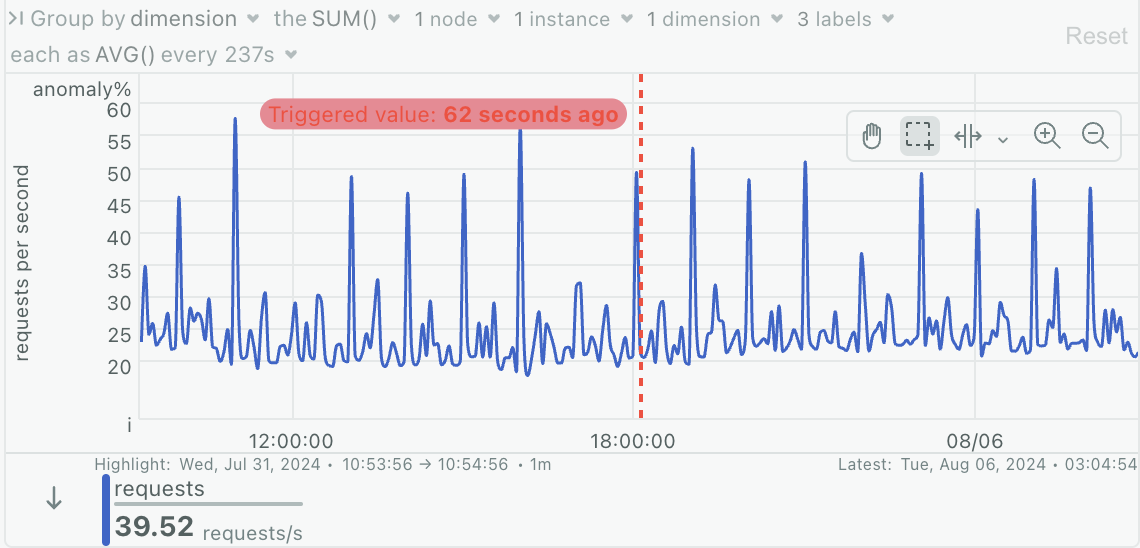 Group by dimension the SUM() 1 node 1 instance 1 dimension 3 labels
each as AVG() every 237s
Reset
anomaly%
Triggered value: 62 seconds ago
60
55
50
45
40
35
30
25
20
i
requests per second
12:00:00 18:00:00 08/06
Highlight: Wed, Jul 31, 2024 • 10:53:56 → 10:54:56 • 1m
Latest: Tue, Aug 06, 2024 • 03:04:54
requests
39.52 requests/s